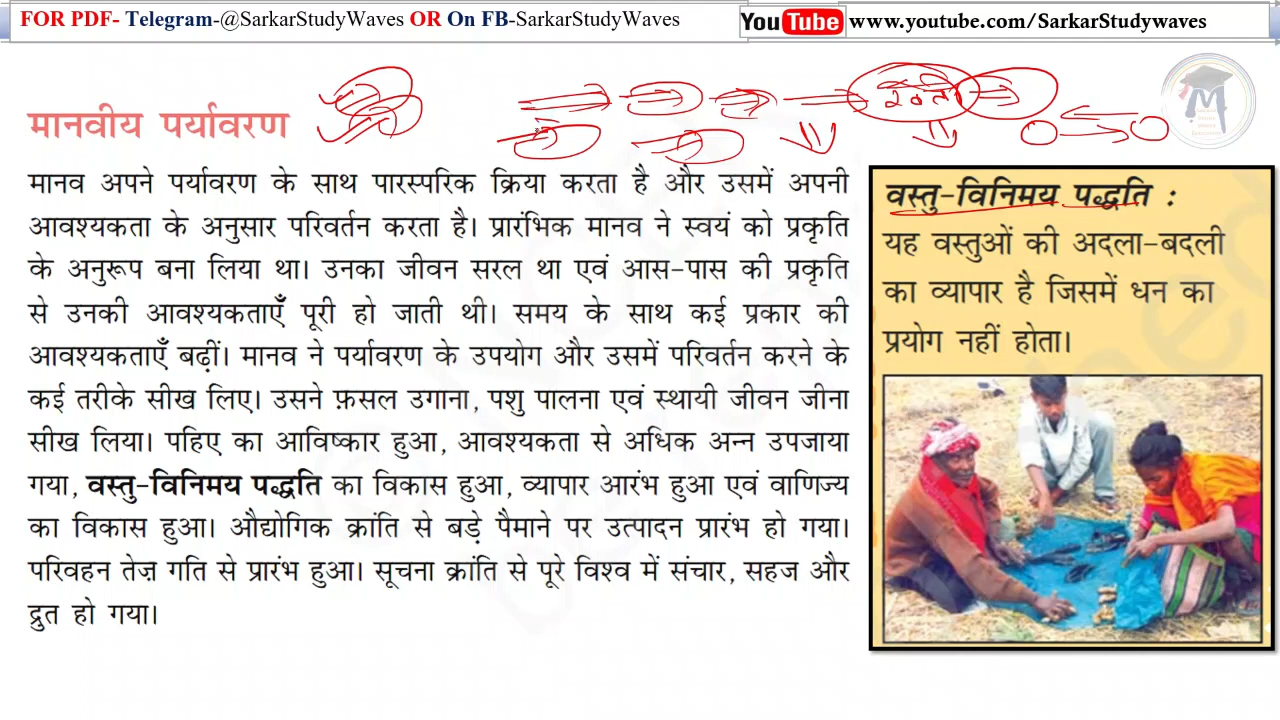 FOR PDF- Telegram-@SarkarStudyWaves OR On FB-SarkarStudyWaves
YouTube www.youtube.com/SarkarStudywaves
मानवीय पर्यावरण
मानव अपने पर्यावरण के साथ पारस्परिक क्रिया करता है और उसमें अपनी
आवश्यकता के अनुसार परिवर्तन करता है। प्रारंभिक मानव ने स्वयं को प्रकृति
के अनुरूप बना लिया था। उनका जीवन सरल था एवं आस-पास की प्रकृति
से उनकी आवश्यकताएँ पूरी हो जाती थी। समय के साथ कई प्रकार की
आवश्यकताएँ बढ़ीं। मानव ने पर्यावरण के उपयोग और उसमें परिवर्तन करने के
कई तरीके सीख लिए। उसने फ़सल उगाना, पशु पालना एवं स्थायी जीवन जीना
सीख लिया। पहिए का आविष्कार हुआ, आवश्यकता से अधिक अन्न उपजाया
गया, वस्तु-विनिमय पद्धति का विकास हुआ, व्यापार आरंभ हुआ एवं वाणिज्य
का विकास हुआ। औद्योगिक क्रांति से बड़े पैमाने पर उत्पादन प्रारंभ हो गया।
परिवहन तेज़ गति से प्रारंभ हुआ। सूचना क्रांति से पूरे विश्व में संचार, सहज और
द्रुत हो गया।
वस्तु-विनिमय पद्धति :
यह वस्तुओं की अदला-बदली
का व्यापार है जिसमें धन का
प्रयोग नहीं होता।